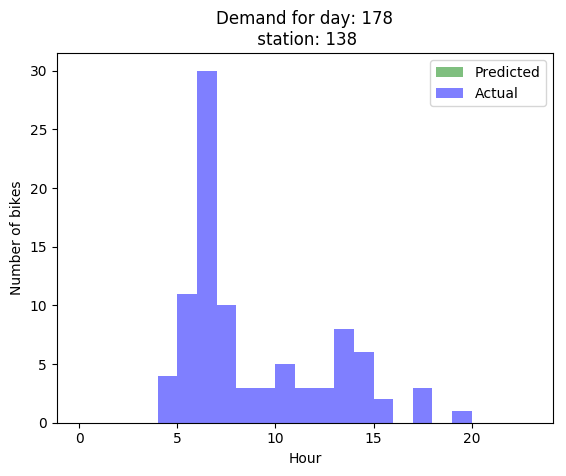 Demand for day: 178
station: 138
Predicted
Actual
Number of bikes
30
25
20
15
10
5
0
0 5 10 15 20
Hour